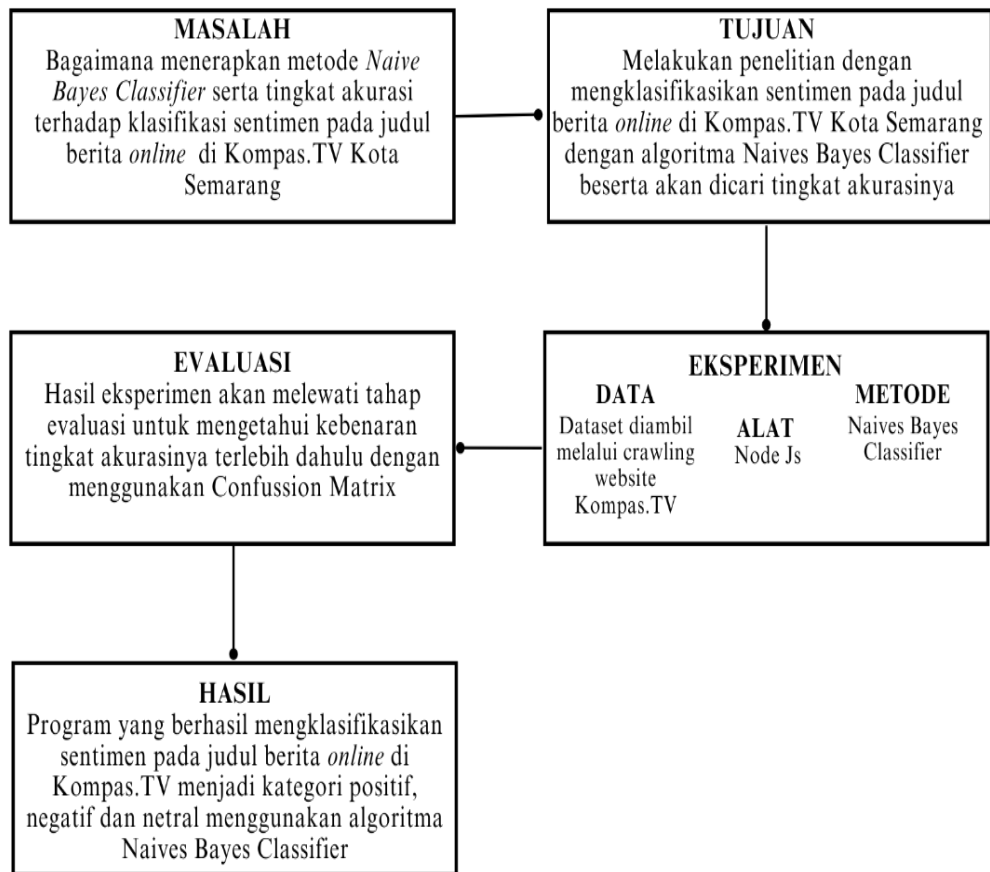 MASALAH
Bagaimana menerapkan metode Naive
Bayes Classifier serta tingkat akurasi
terhadap klasifikasi sentimen pada judul
berita online di Kompas.TV Kota
Semarang
TUJUAN
Melakukan penelitian dengan
mengklasifikasikan sentimen pada judul
berita online di Kompas.TV Kota Semarang
dengan algoritma Naives Bayes Classifier
beserta akan dicari tingkat akurasinya
EKSPERIMEN
DATA
Dataset diambil
melalui crawling
website
Kompas.TV
ALAT
Node Js
METODE
Naives Bayes
Classifier
EVALUASI
Hasil eksperimen akan melewati tahap
evaluasi untuk mengetahui kebenaran
tingkat akurasinya terlebih dahulu dengan
menggunakan Confussion Matrix
HASIL
Program yang berhasil mengklasifikasikan
sentimen pada judul berita online di
Kompas.TV menjadi kategori positif,
negatif dan netral menggunakan algoritma
Naives Bayes Classifier